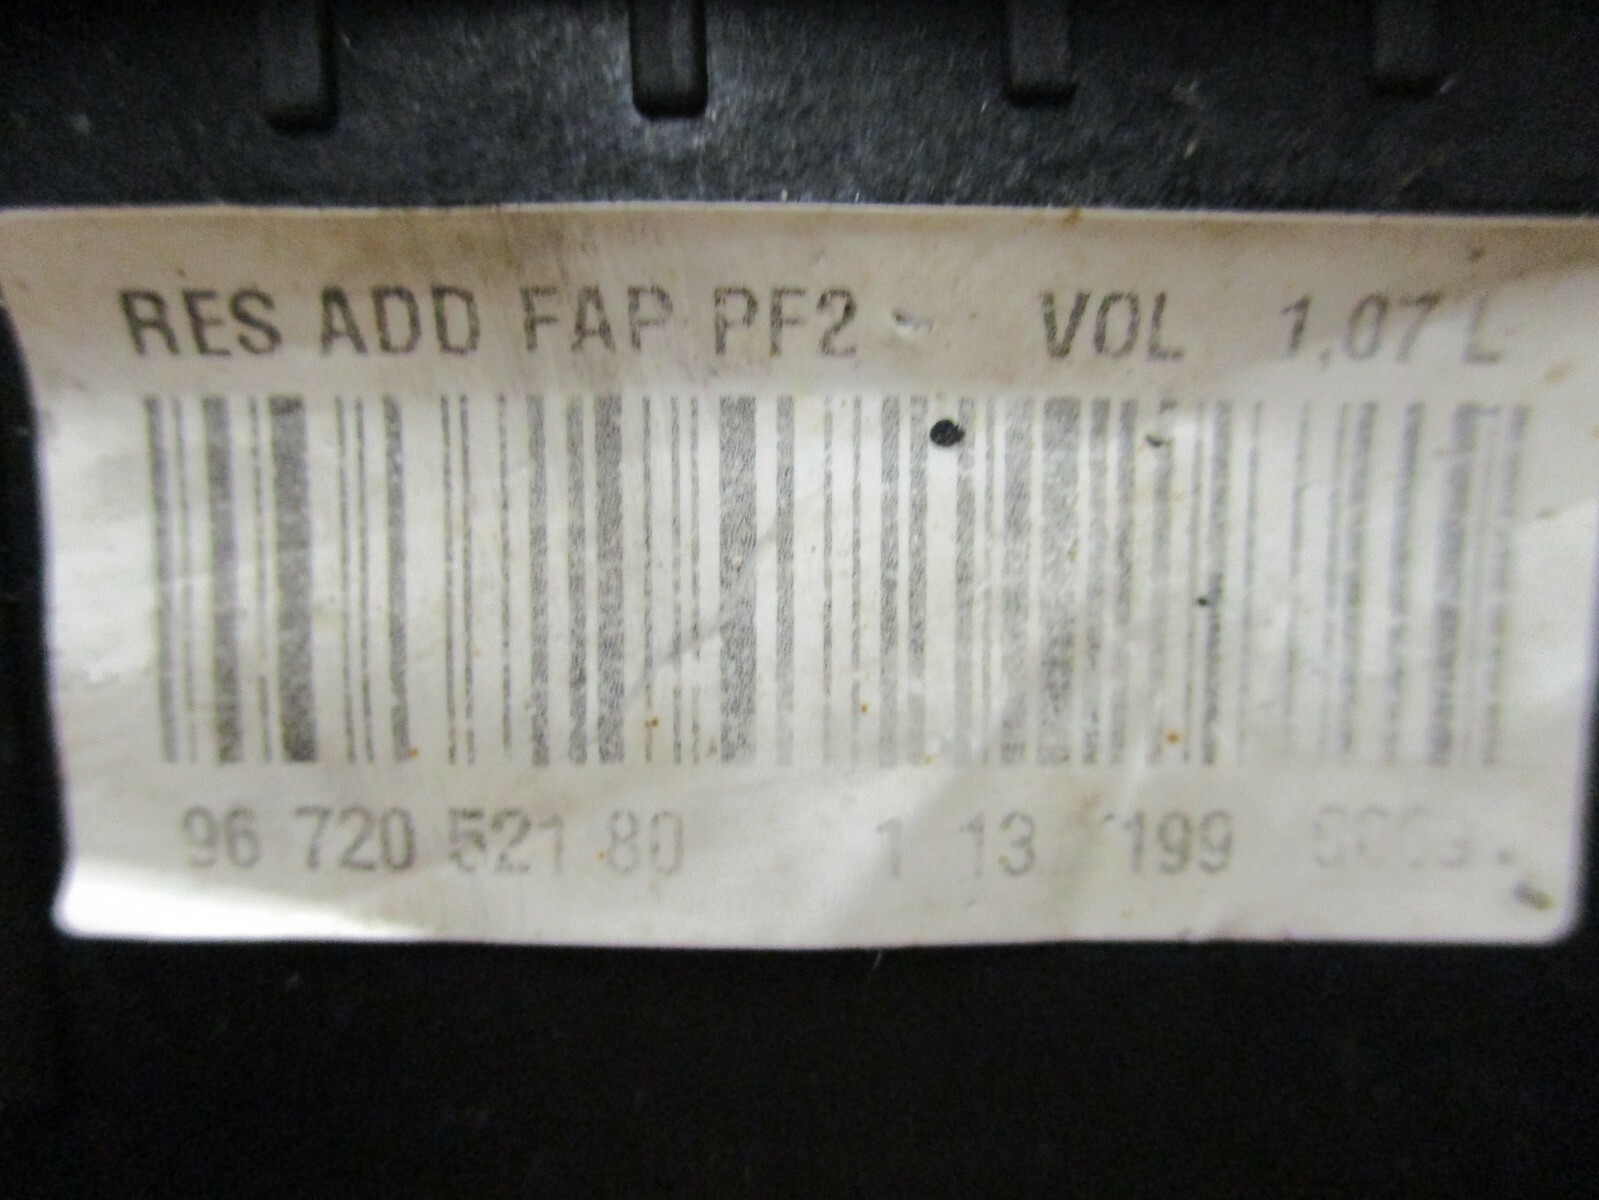 RES ADD FAP PF2 - VOL 1,07 L
96 720 521 80 1 13 199